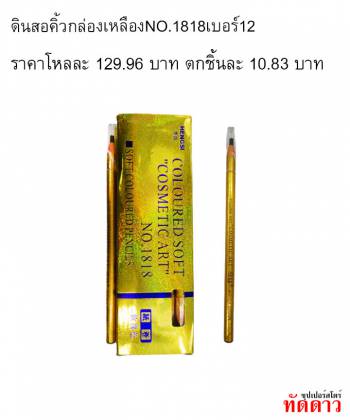 ดินสอคิ้วกล่องเหลืองNO.1818เบอร์12
ราคาโหลละ 129.96 บาท ตกชิ้นละ 10.83 บาท
HENGSI
COLOURED SOFT
"COSMETIC ART"
NO.1818
SOFT COLOURED PENCILS
ซุปเปอร์สโตร์
ทัดดาว